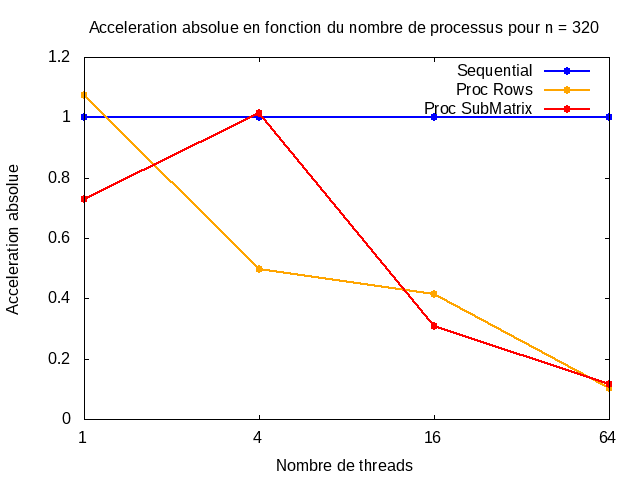 Acceleration absolue en fonction du nombre de processus pour n = 320
1.2
1
0.8
0.6
0.4
0.2
0
Acceleration absolue
Sequential
Proc Rows
Proc SubMatrix
1 4 16 64
Nombre de threads